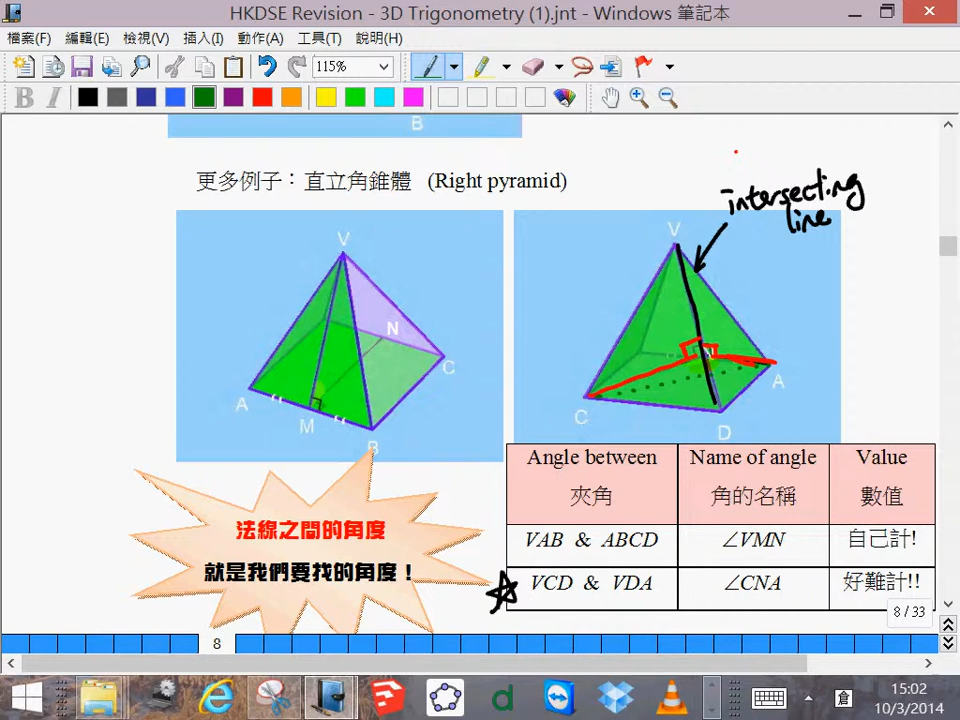 HKDSE Revision - 3D Trigonometry (1).jnt - Windows 筆記本
檔案(F) 編輯(E) 檢視(V) 插入(I) 動作(A) 工具(T) 說明(H)
115%
B I
B
更多例子：直立角錐體 (Right pyramid)
intersecting
line
V
N
C
A
M
B
V
N
A
C
D
Angle between Name of angle Value
夾角 角的名稱 數值
VAB & ABCD ∠VMN 自己計!
VCD & VDA ∠CNA 好難計!!
法線之間的角度
就是我們要找的角度！
8 / 33
8
d
倉
15:02
10/3/2014